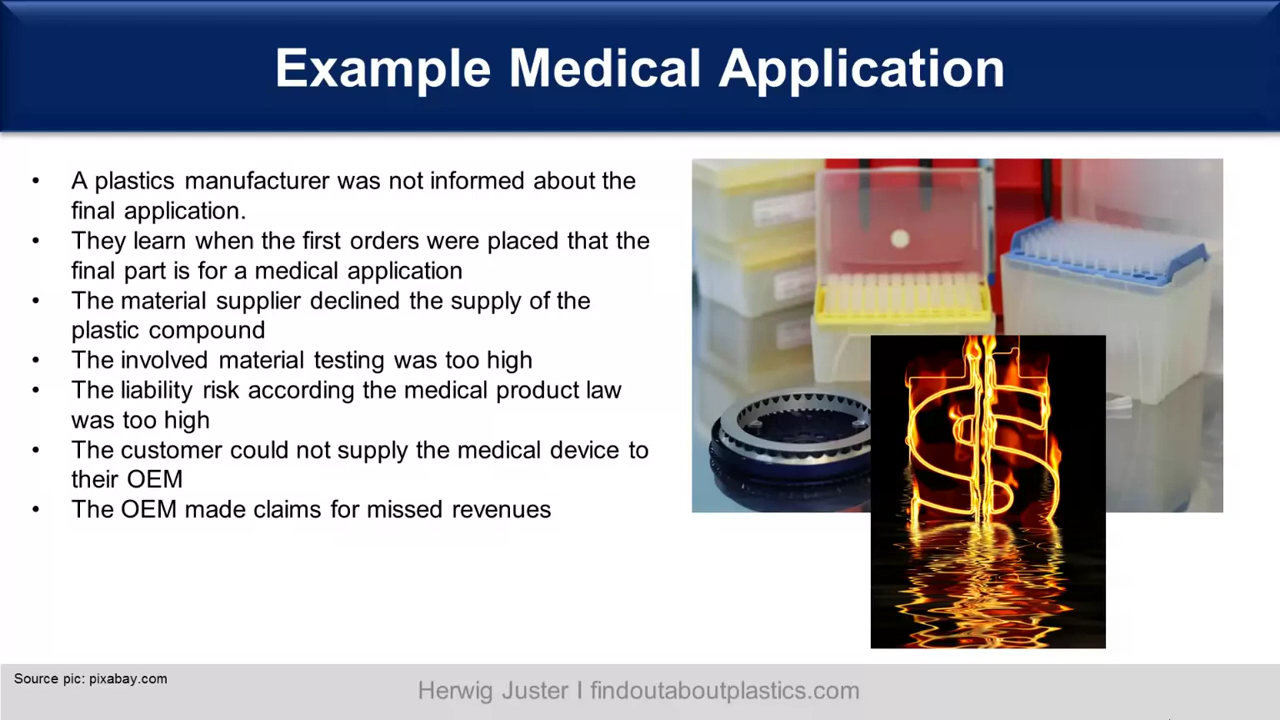 Example Medical Application
• A plastics manufacturer was not informed about the
final application.
• They learn when the first orders were placed that the
final part is for a medical application
• The material supplier declined the supply of the
plastic compound
• The involved material testing was too high
• The liability risk according the medical product law
was too high
• The customer could not supply the medical device to
their OEM
• The OEM made claims for missed revenues
Source pic: pixabay.com
Herwig Juster I findoutaboutplastics.com